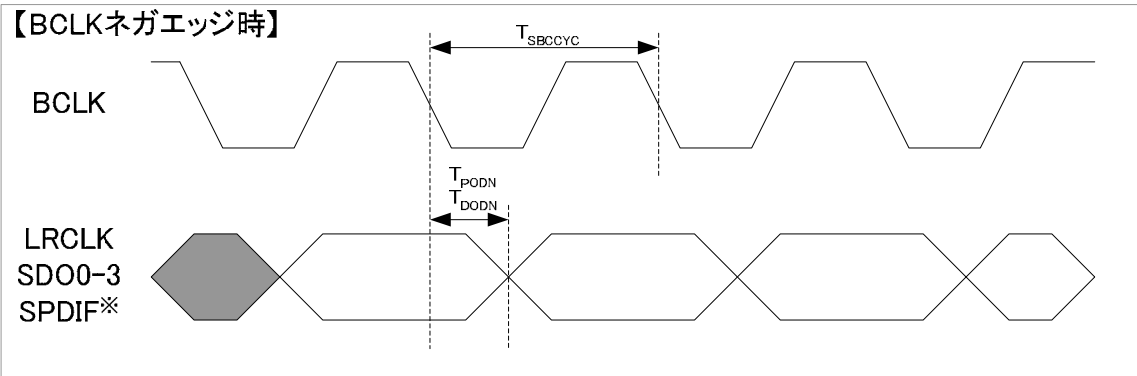 【BCLKネガエッジ時】
TSBCCYC
BCLK
TPODN
TDODN
LRCLK
SDO0-3
SPDIF※